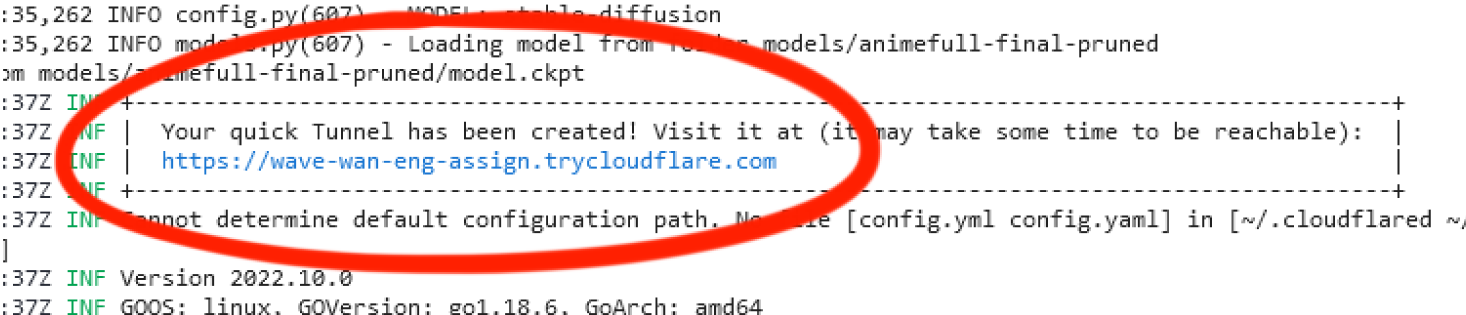 :35,262 INFO config.py(607) - MODEL: stable-diffusion
:35,262 INFO models.py(607) - Loading model from folder models/animefull-final-pruned
om models/animefull-final-pruned/model.ckpt
:37Z INF +--------------------------------------------------------------------------------------------+
:37Z INF | Your quick Tunnel has been created! Visit it at (it may take some time to be reachable): |
:37Z INF | https://wave-wan-eng-assign.trycloudflare.com |
:37Z INF +--------------------------------------------------------------------------------------------+
:37Z INF Cannot determine default configuration path. No file [config.yml config.yaml] in [~/.cloudflared ~/
]
:37Z INF Version 2022.10.0
:37Z INF GOOS: linux, GOVersion: go1.18.6, GoArch: amd64